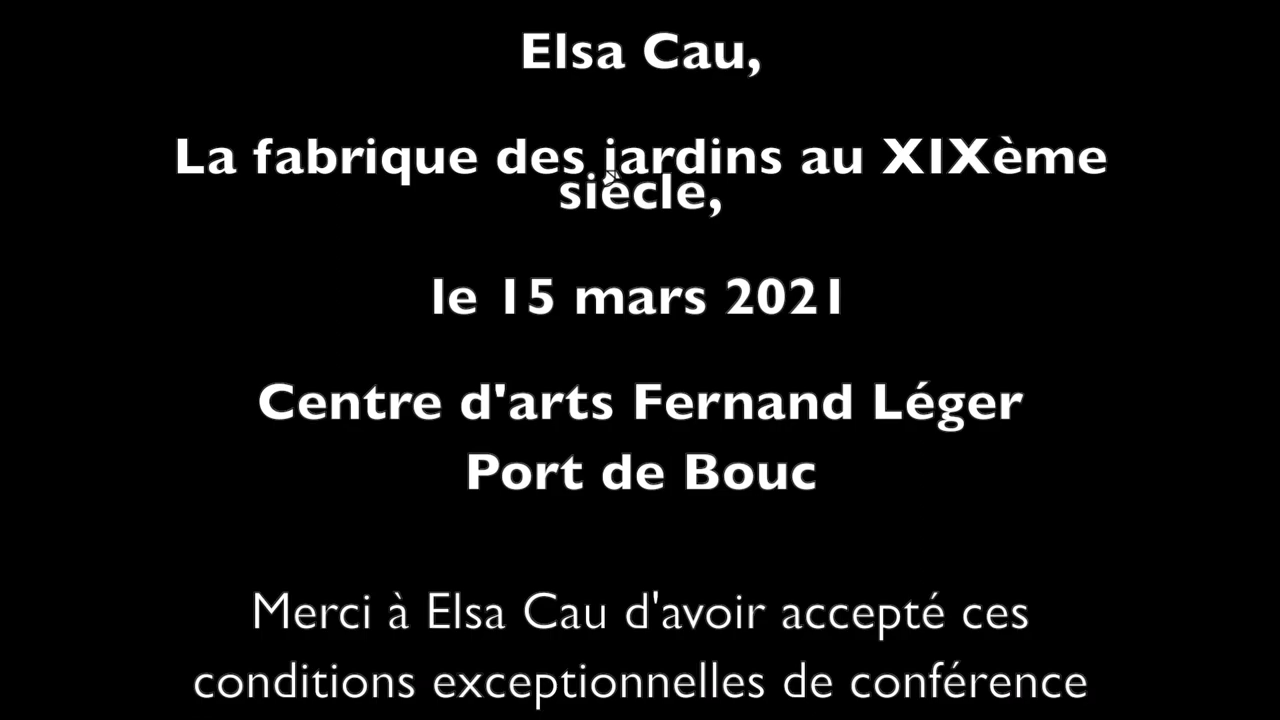 Elsa Cau,
La fabrique des jardins au XIXème
siècle,
le 15 mars 2021
Centre d'arts Fernand Léger
Port de Bouc
Merci à Elsa Cau d'avoir accepté ces
conditions exceptionnelles de conférence